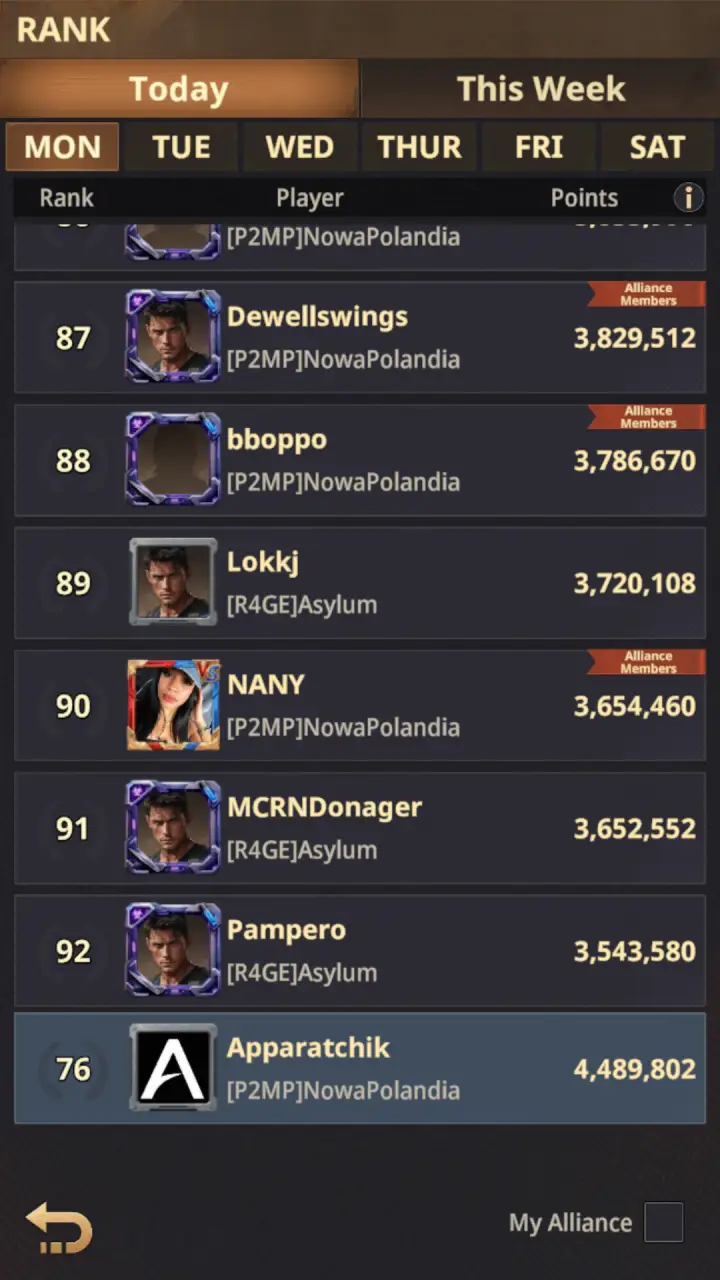 RANK
Today
This Week
MON
TUE
WED
THUR
FRI
SAT
Rank
Player
Points
[P2MP]NowaPolandia
Alliance
Members
87
Dewellswings
3,829,512
[P2MP]NowaPolandia
Alliance
Members
88
bboppo
3,786,670
[P2MP]NowaPolandia
89
Lokkj
3,720,108
[R4GE]Asylum
Alliance
Members
90
NANY
3,654,460
[P2MP]NowaPolandia
91
MCRNDonager
3,652,552
[R4GE]Asylum
92
Pampero
3,543,580
[R4GE]Asylum
76
Apparatchik
4,489,802
[P2MP]NowaPolandia
My Alliance